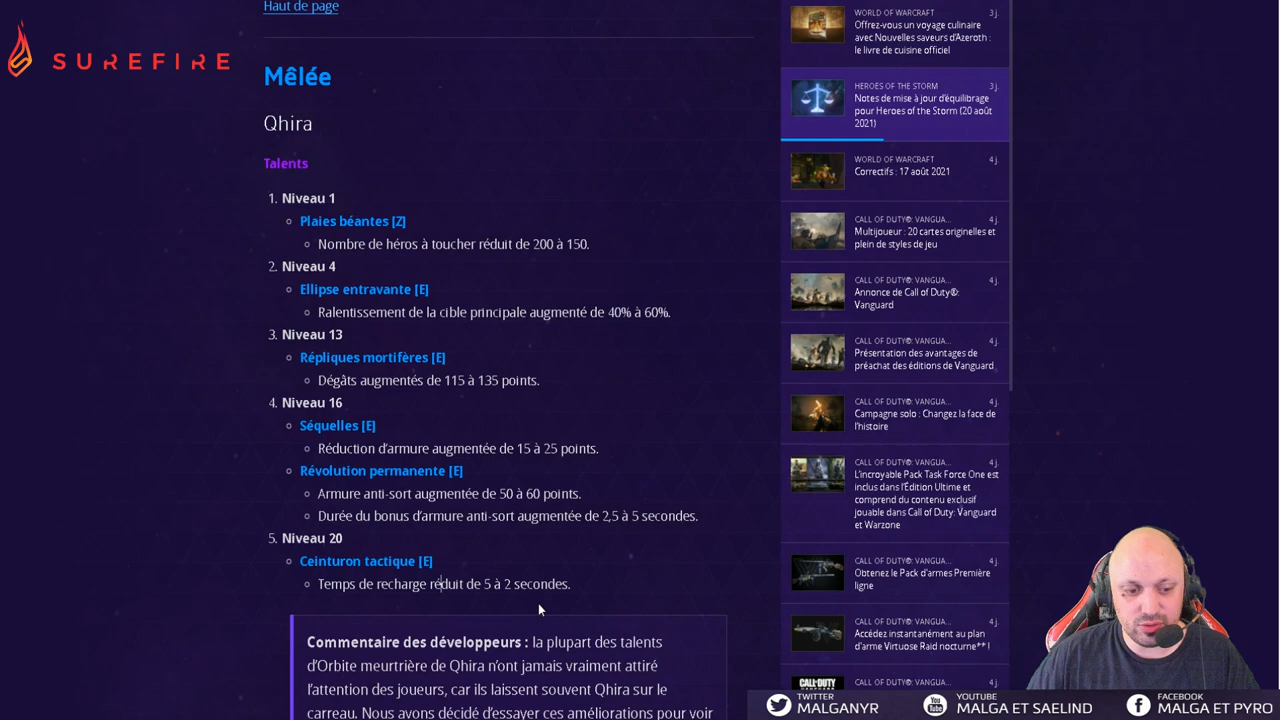 Haut de page
SUREFIRE
Mêlée
Qhira
Talents
1. Niveau 1
Plaies béantes [Z]
Nombre de héros à toucher réduit de 200 à 150.
2. Niveau 4
Ellipse entravante [E]
Ralentissement de la cible principale augmenté de 40% à 60%.
3. Niveau 13
Répliques mortifères [E]
Dégâts augmentés de 115 à 135 points.
4. Niveau 16
Séquelles [E]
Réduction d'armure augmentée de 15 à 25 points.
Révolution permanente [E]
Armure anti-sort augmentée de 50 à 60 points.
Durée du bonus d'armure anti-sort augmentée de 2,5 à 5 secondes.
5. Niveau 20
Ceinturon tactique [E]
Temps de recharge réduit de 5 à 2 secondes.
Commentaire des développeurs : la plupart des talents
d'Orbite meurtrière de Qhira n'ont jamais vraiment attiré
l'attention des joueurs, car ils laissent souvent Qhira sur le
carreau. Nous avons décidé d'essayer ces améliorations pour voir
WORLD OF WARCRAFT 3 j.
Offrez-vous un voyage culinaire
avec Nouvelles saveurs d'Azeroth :
le livre de cuisine officiel
HEROES OF THE STORM 3 j.
Notes de mise à jour d'équilibrage
pour Heroes of the Storm (20 août
2021)
WORLD OF WARCRAFT 4 j.
Correctifs : 17 août 2021
CALL OF DUTY®: VANGUA... 4 j.
Multijoueur : 20 cartes originelles et
plein de styles de jeu
CALL OF DUTY®: VANGUA... 4 j.
Annonce de Call of Duty®:
Vanguard
CALL OF DUTY®: VANGUA... 4 j.
Présentation des avantages de
préachat des éditions de Vanguard
CALL OF DUTY®: VANGUA... 4 j.
Campagne solo : Changez la face de
l'histoire
CALL OF DUTY®: VANGUA... 4 j.
L'incroyable Pack Task Force One est
inclus dans l'Édition Ultime et
comprend du contenu exclusif
jouable dans Call of Duty: Vanguard
et Warzone
CALL OF DUTY®: VANGUA... 4 j.
Obtenez le Pack d'armes Première
ligne
CALL OF DUTY®: VANGUA... 4 j.
Accédez instantanément au plan
d'arme Virtuose Raid nocturne** !
CALL OF DUTY®: VANGUA... 4 j.
CALL OF DUTY
TWITTER
MALGANYR
YOUTUBE
MALGA ET SAELIND
FACEBOOK
MALGA ET PYRO